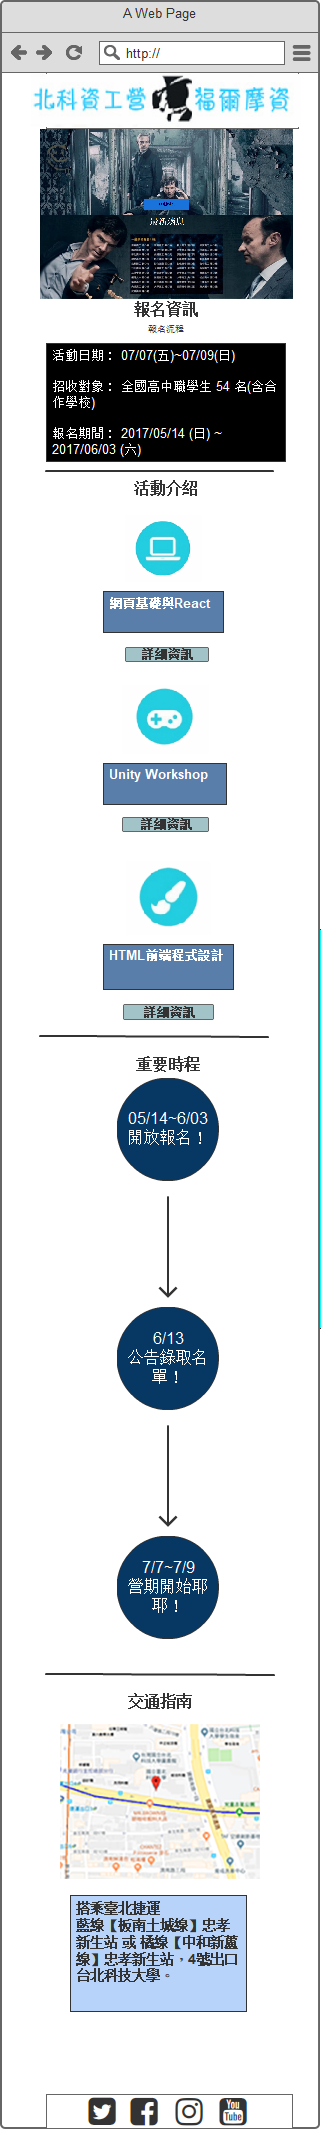 A Web Page
http://
北科資工營 福爾摩資
最新消息
報名資訊
報名流程
活動日期： 07/07(五)~07/09(日)
招收對象： 全國高中職學生 54 名(含合
作學校)
報名期間： 2017/05/14 (日) ~
2017/06/03 (六)
活動介紹
網頁基礎與React
詳細資訊
Unity Workshop
詳細資訊
HTML前端程式設計
詳細資訊
重要時程
05/14~6/03
開放報名！
6/13
公告錄取名
單！
7/7~7/9
營期開始耶
耶！
交通指南
搭乘臺北捷運
藍線【板南土城線】忠孝
新生站 或 橘線【中和新蘆
線】忠孝新生站，4號出口
台北科技大學。
You
Tube